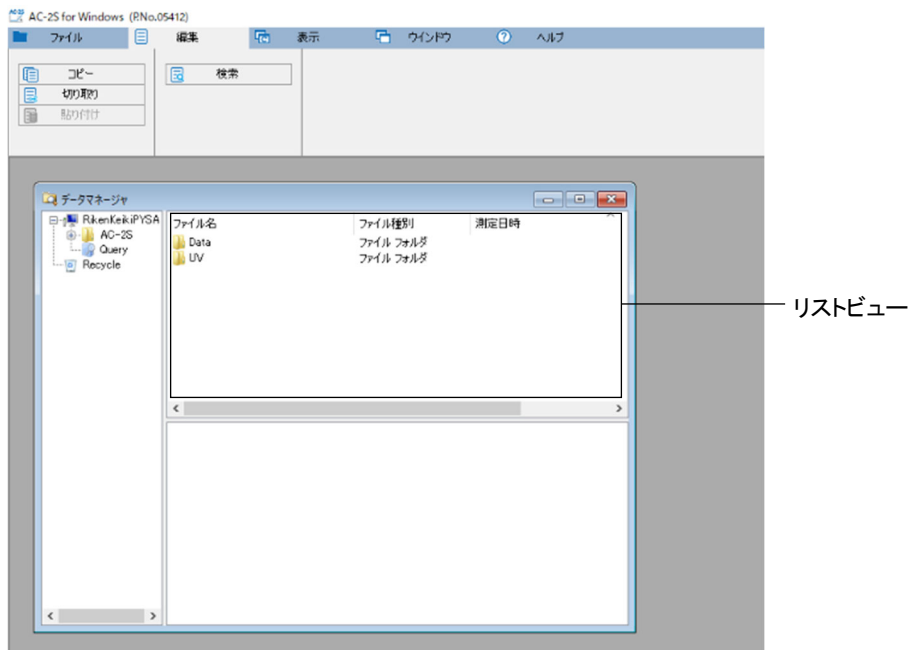 AC-2S for Windows (P.No.05412)
ファイル 編集 表示 ウインドウ ヘルプ
コピー 検索
切り取り
貼り付け
データマネージャ
RikenKeikiPYSA
AC-2S
Query
Recycle
ファイル名 ファイル種別 測定日時
Data ファイル フォルダ
UV ファイル フォルダ
リストビュー